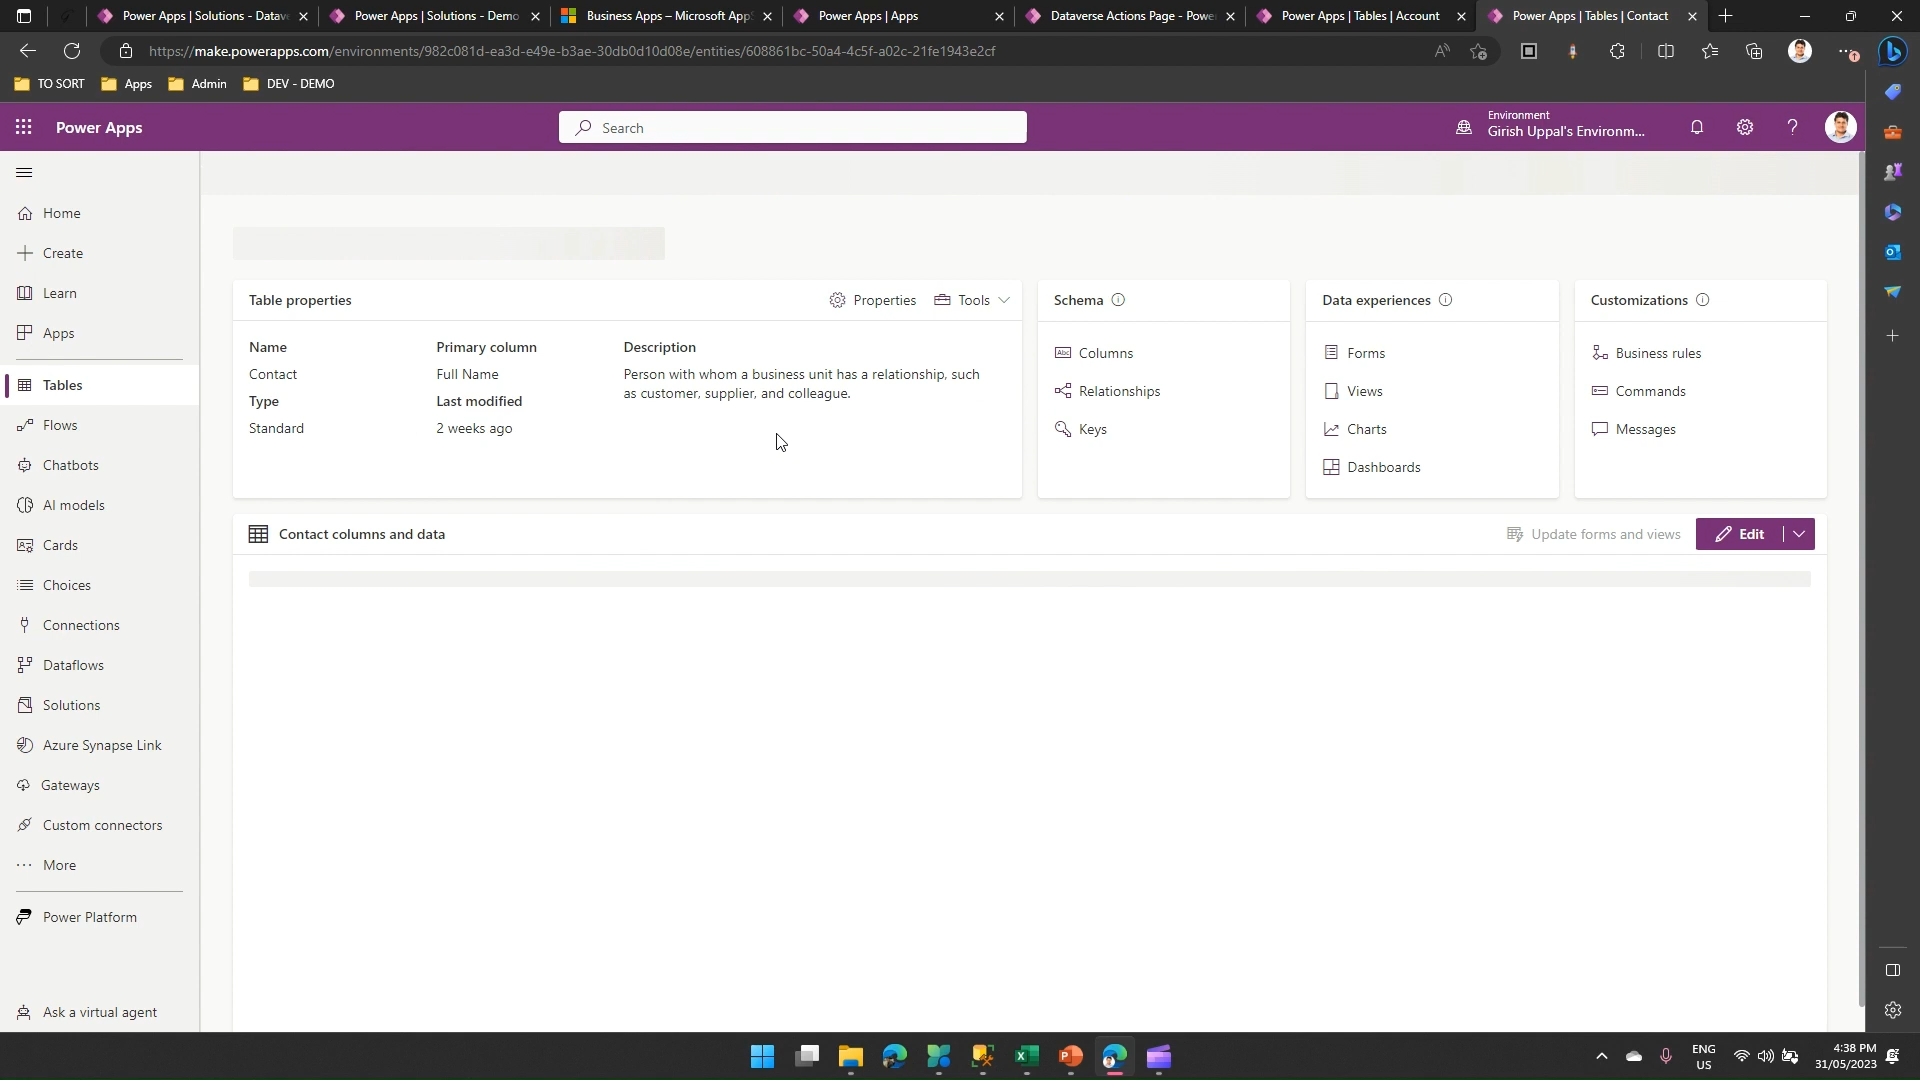 Power Apps | Solutions - Datave
Power Apps | Solutions - Demo
Business Apps – Microsoft App
Power Apps | Apps
Dataverse Actions Page - Power
Power Apps | Tables | Account
Power Apps | Tables | Contact
https://make.powerapps.com/environments/982c081d-ea3d-e49e-b3ae-30db0d10d08e/entities/608861bc-50a4-4c5f-a02c-21fe1943e2cf
TO SORT
Apps
Admin
DEV - DEMO
Power Apps
Search
Environment
Girish Uppal's Environm...
Home
Create
Learn
Apps
Tables
Flows
Chatbots
AI models
Cards
Choices
Connections
Dataflows
Solutions
Azure Synapse Link
Gateways
Custom connectors
More
Power Platform
Ask a virtual agent
Table properties
Properties
Tools
Name
Primary column
Description
Contact
Full Name
Person with whom a business unit has a relationship, such
as customer, supplier, and colleague.
Type
Last modified
Standard
2 weeks ago
Schema
Columns
Relationships
Keys
Data experiences
Forms
Views
Charts
Dashboards
Customizations
Business rules
Commands
Messages
Contact columns and data
Update forms and views
Edit
ENG
US
4:38 PM
31/05/2023